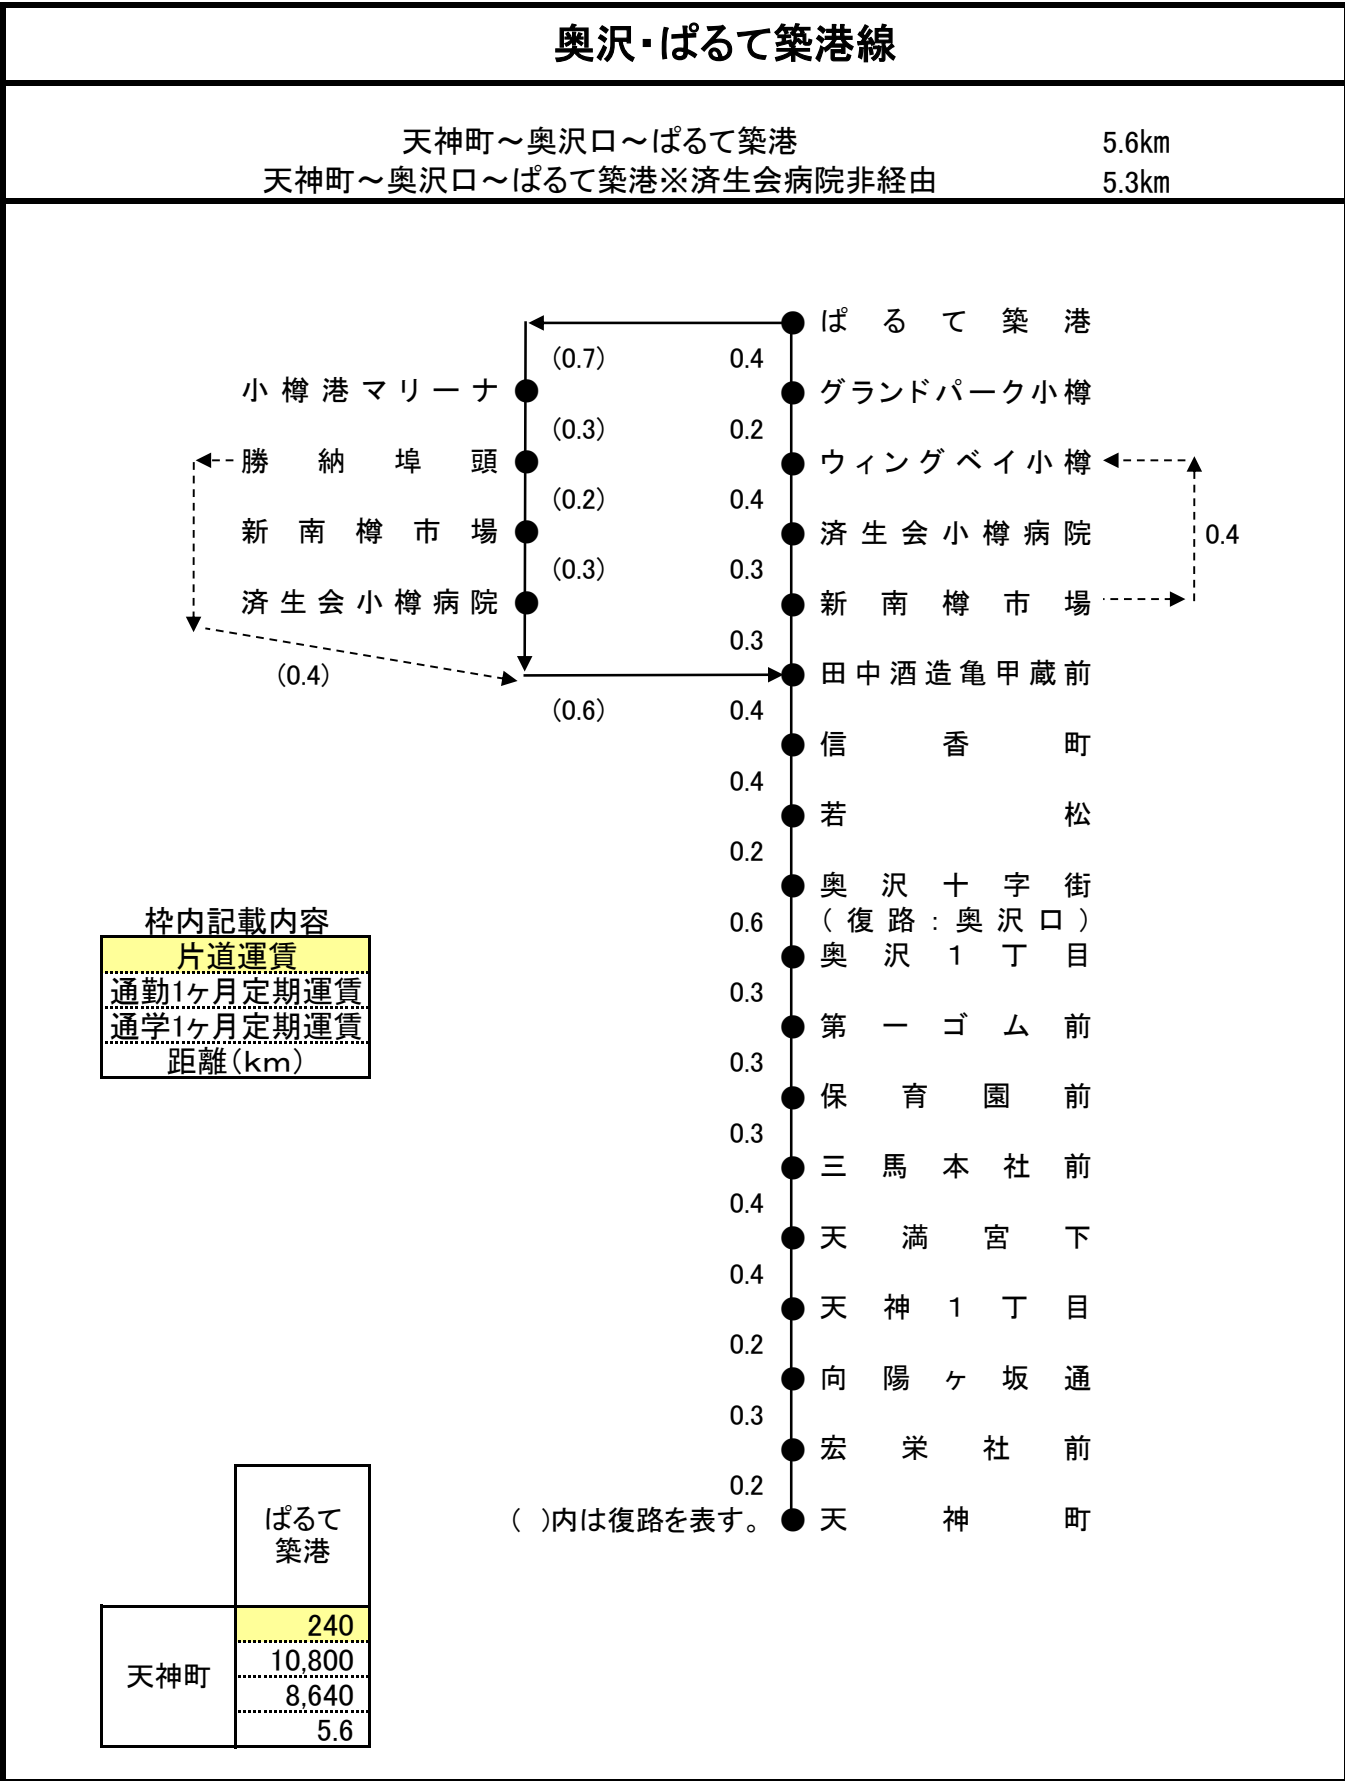 奥沢・ぱるて築港線
天神町～奥沢口～ぱるて築港 5.6km
天神町～奥沢口～ぱるて築港※済生会病院非経由 5.3km
ぱるて築港
(0.7) 0.4
小樽港マリーナ グランドパーク小樽
(0.3) 0.2
勝納埠頭 ウィングベイ小樽
(0.2) 0.4
新南樽市場 済生会小樽病院 0.4
(0.3) 0.3
済生会小樽病院 新南樽市場
0.3
(0.4) 田中酒造亀甲蔵前
(0.6) 0.4
信香町
0.4
若松
0.2
奥沢十字街
0.6 (復路:奥沢口)
奥沢1丁目
0.3
第一ゴム前
0.3
保育園前
0.3
三馬本社前
0.4
天満宮下
0.4
天神1丁目
0.2
向陽ヶ坂通
0.3
宏栄社前
0.2
( )内は復路を表す。 天神町
枠内記載内容
片道運賃
通勤1ヶ月定期運賃
通学1ヶ月定期運賃
距離(km)
ぱるて
築港
天神町
240
10,800
8,640
5.6